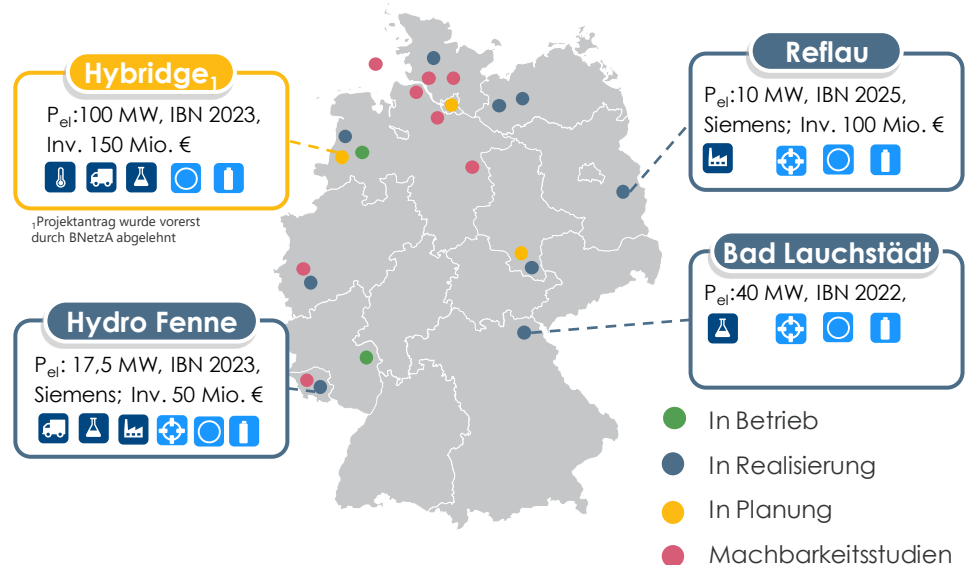 Hybridge₁
Pₑₗ:100 MW, IBN 2023,
Inv. 150 Mio. €
₁Projektantrag wurde vorerst
durch BNetzA abgelehnt
Reflau
Pₑₗ:10 MW, IBN 2025,
Siemens; Inv. 100 Mio. €
Hydro Fenne
Pₑₗ: 17,5 MW, IBN 2023,
Siemens; Inv. 50 Mio. €
Bad Lauchstädt
Pₑₗ:40 MW, IBN 2022,
In Betrieb
In Realisierung
In Planung
Machbarkeitsstudien